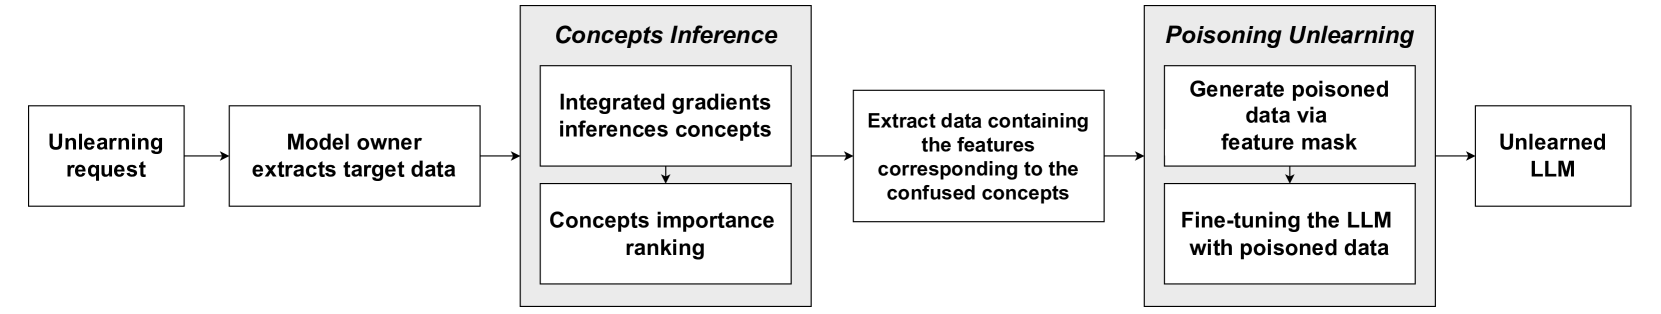 Unlearning
request
Model owner
extracts target data
Concepts Inference
Integrated gradients
inferences concepts
Concepts importance
ranking
Extract data containing
the features
corresponding to the
confused concepts
Poisoning Unlearning
Generate poisoned
data via
feature mask
Fine-tuning the LLM
with poisoned data
Unlearned
LLM